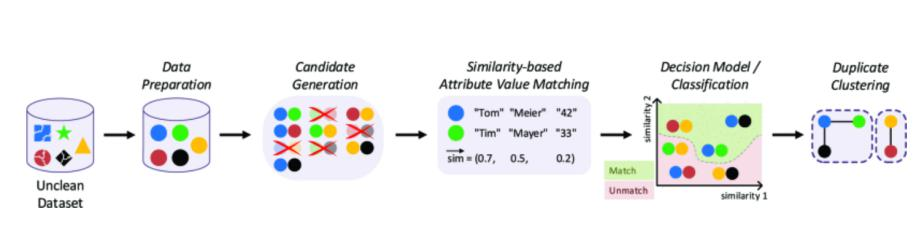 Data
Preparation
Candidate
Generation
Similarity-based
Attribute Value Matching
Decision Model /
Classification
Duplicate
Clustering
Unclean
Dataset
"Tom" "Meier" "42"
"Tim" "Mayer" "33"
sim = (0.7, 0.5, 0.2)
similarity 2
Match
Unmatch
similarity 1